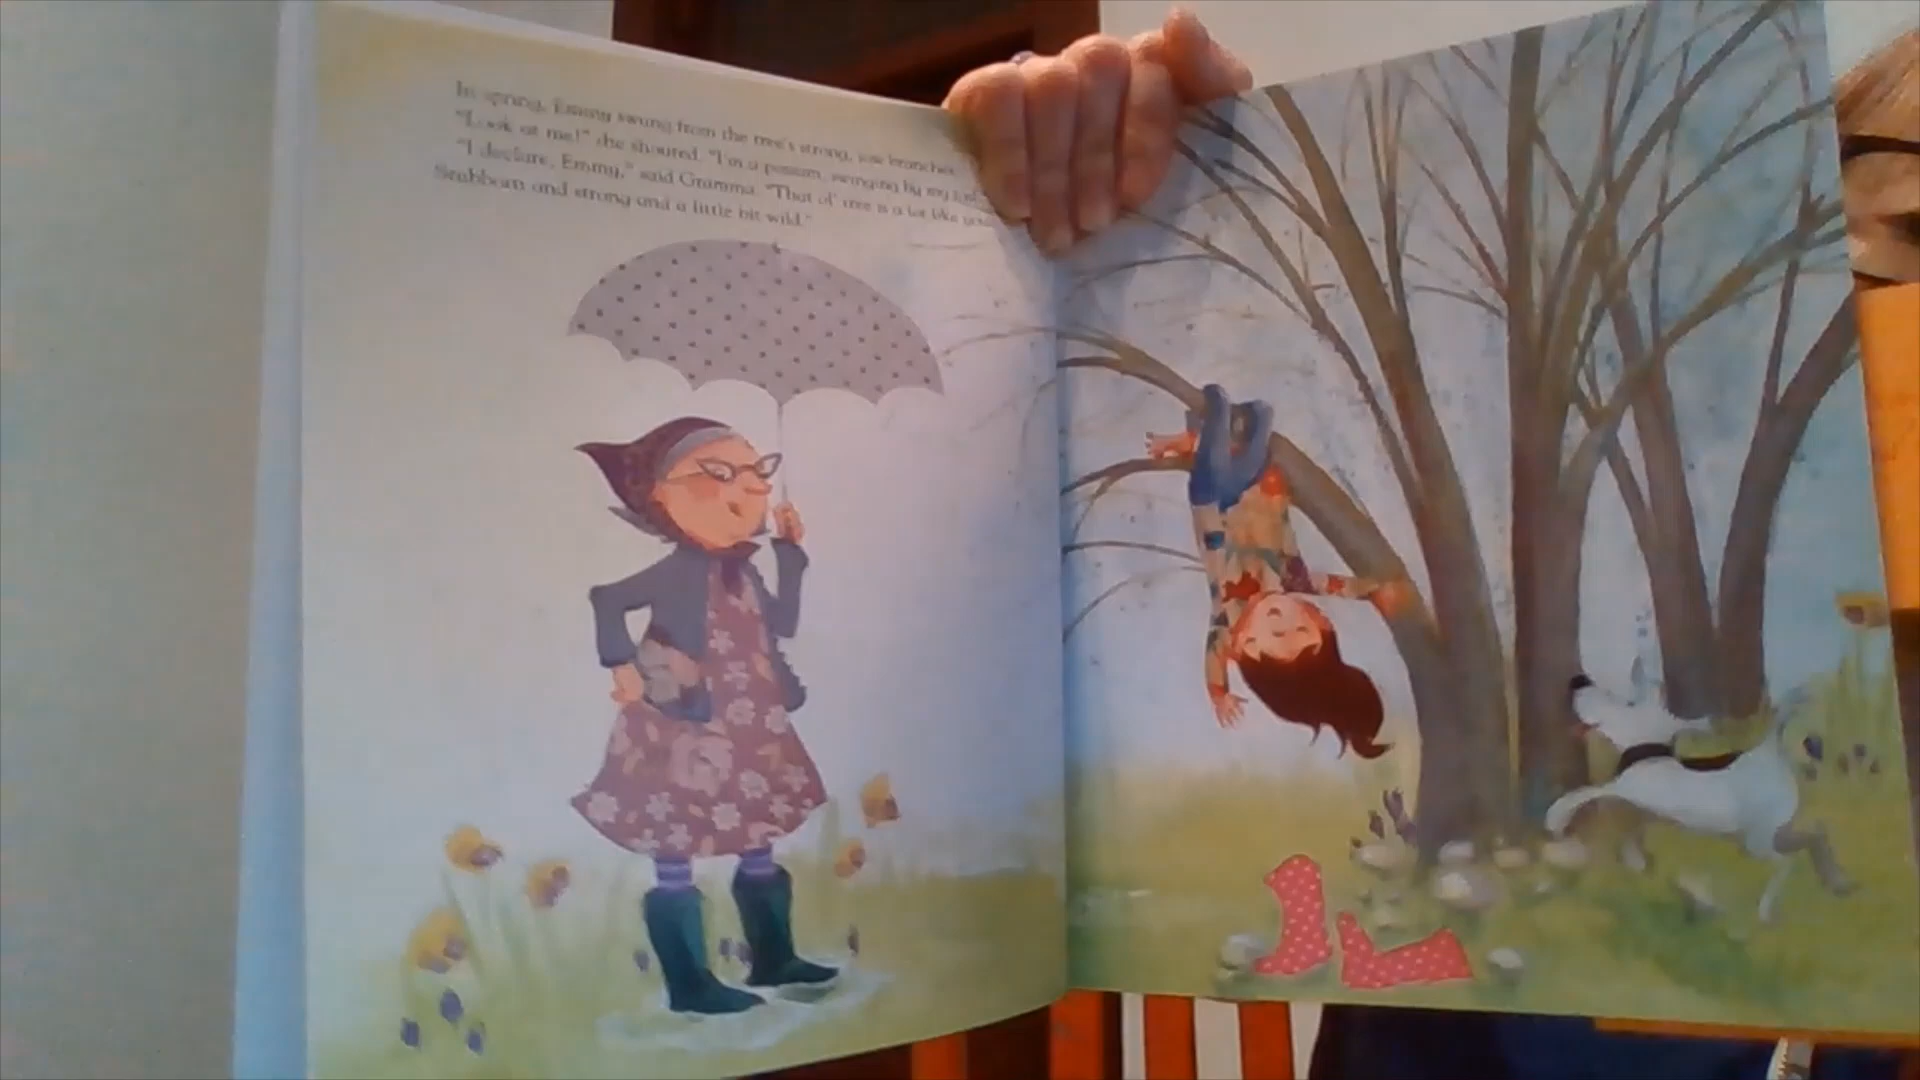 In spring, Emmy swung from the tree's strong, low branches.
"Look at me!" she shouted. "I'm a possum, swinging by my
"I declare, Emmy," said Gramma. "That ol' tree is a lot like you.
Stubborn and strong and a little bit wild."